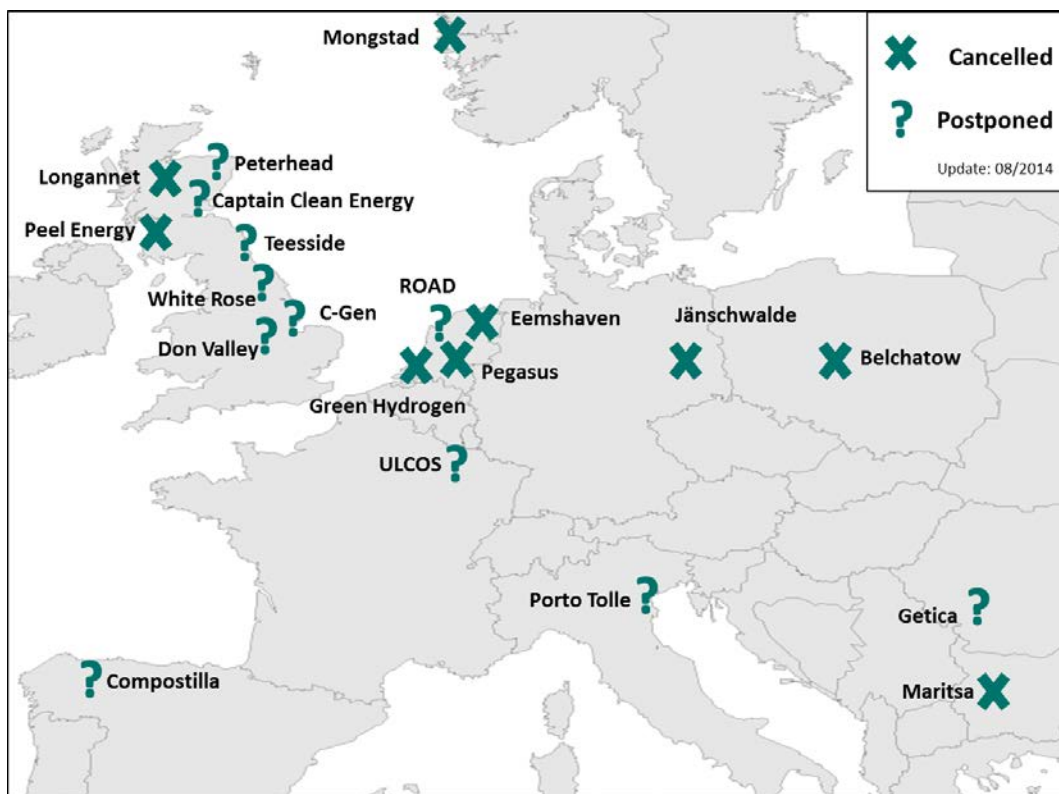 Mongstad
Cancelled
Postponed
Update: 08/2014
Peterhead
Longannet
Captain Clean Energy
Peel Energy
Teesside
White Rose
ROAD
C-Gen
Eemshaven
Jänschwalde
Don Valley
Belchatow
Pegasus
Green Hydrogen
ULCOS
Porto Tolle
Getica
Compostilla
Maritsa